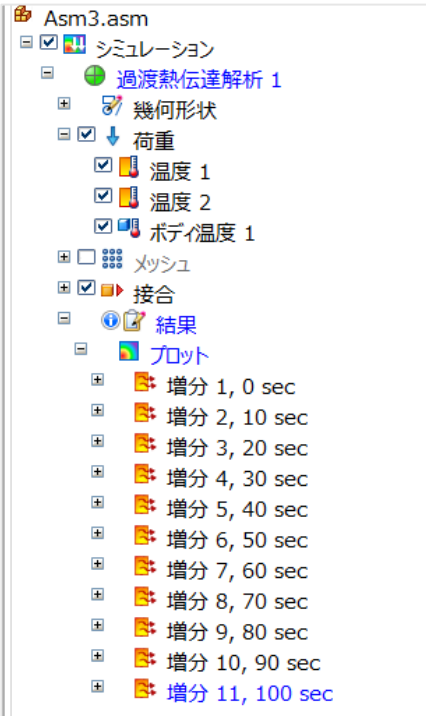 Asm3.asm
シミュレーション
過渡熱伝達解析 1
幾何形状
荷重
温度 1
温度 2
ボディ温度 1
メッシュ
接合
結果
プロット
増分 1, 0 sec
増分 2, 10 sec
増分 3, 20 sec
増分 4, 30 sec
増分 5, 40 sec
増分 6, 50 sec
増分 7, 60 sec
増分 8, 70 sec
増分 9, 80 sec
増分 10, 90 sec
増分 11, 100 sec